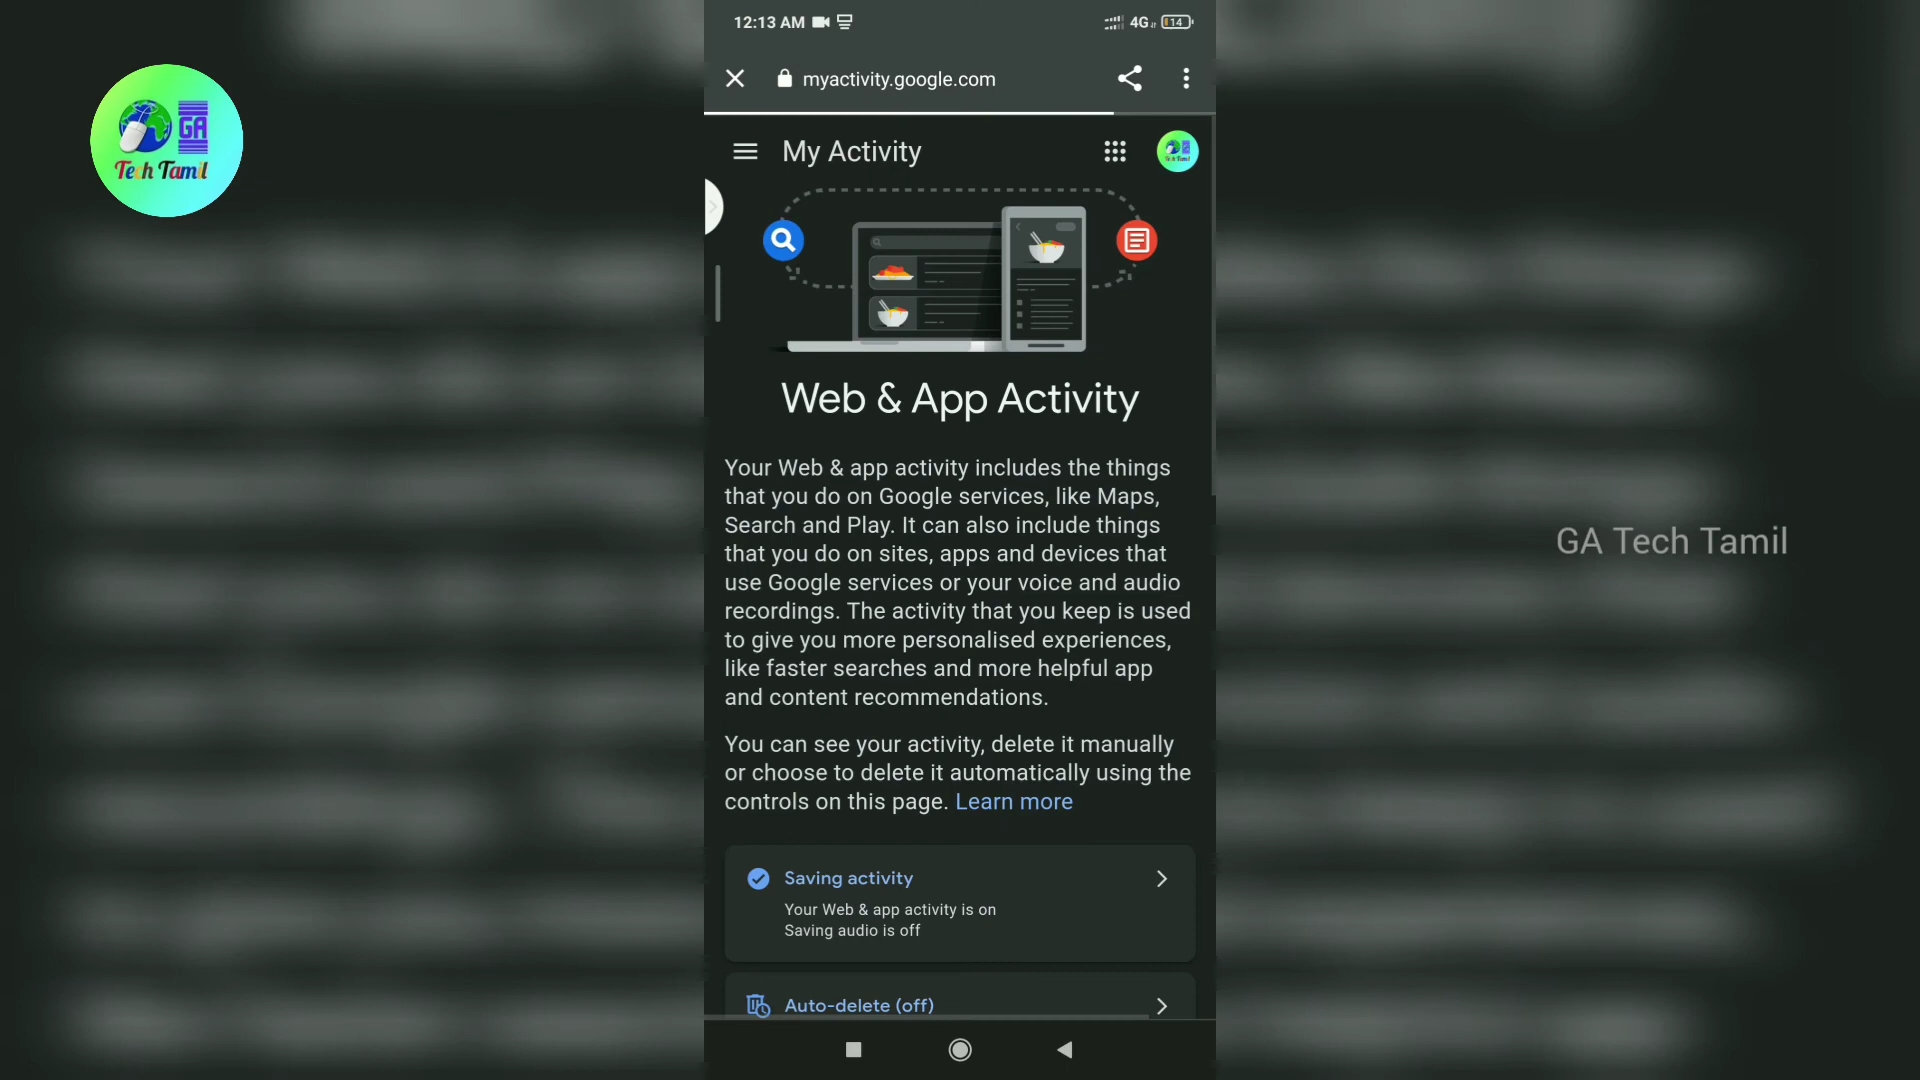 12:13 AM
4G
14
myactivity.google.com
GA
Tech Tamil
My Activity
Web & App Activity
Your Web & app activity includes the things
that you do on Google services, like Maps,
Search and Play. It can also include things
that you do on sites, apps and devices that
use Google services or your voice and audio
recordings. The activity that you keep is used
to give you more personalised experiences,
like faster searches and more helpful app
and content recommendations.
You can see your activity, delete it manually
or choose to delete it automatically using the
controls on this page. Learn more
Saving activity
Your Web & app activity is on
Saving audio is off
Auto-delete (off)
GA Tech Tamil